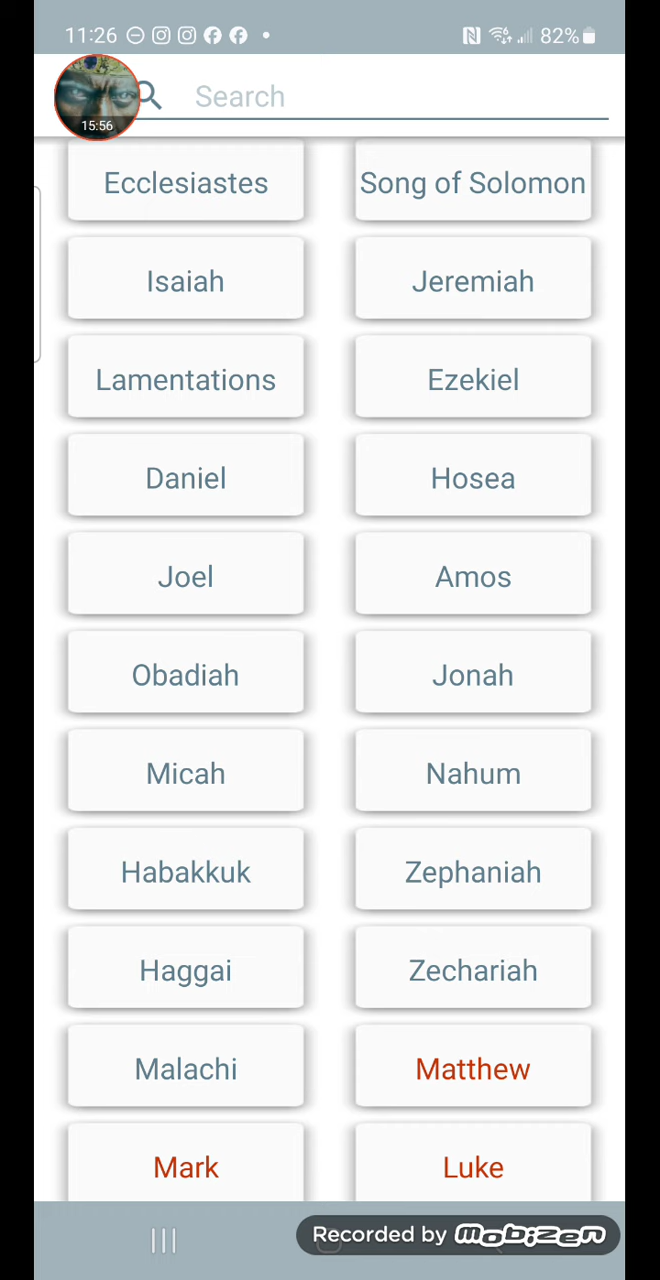 11:26
82%
15:56
Search
Ecclesiastes
Song of Solomon
Isaiah
Jeremiah
Lamentations
Ezekiel
Daniel
Hosea
Joel
Amos
Obadiah
Jonah
Micah
Nahum
Habakkuk
Zephaniah
Haggai
Zechariah
Malachi
Matthew
Mark
Luke
Recorded by mobizen